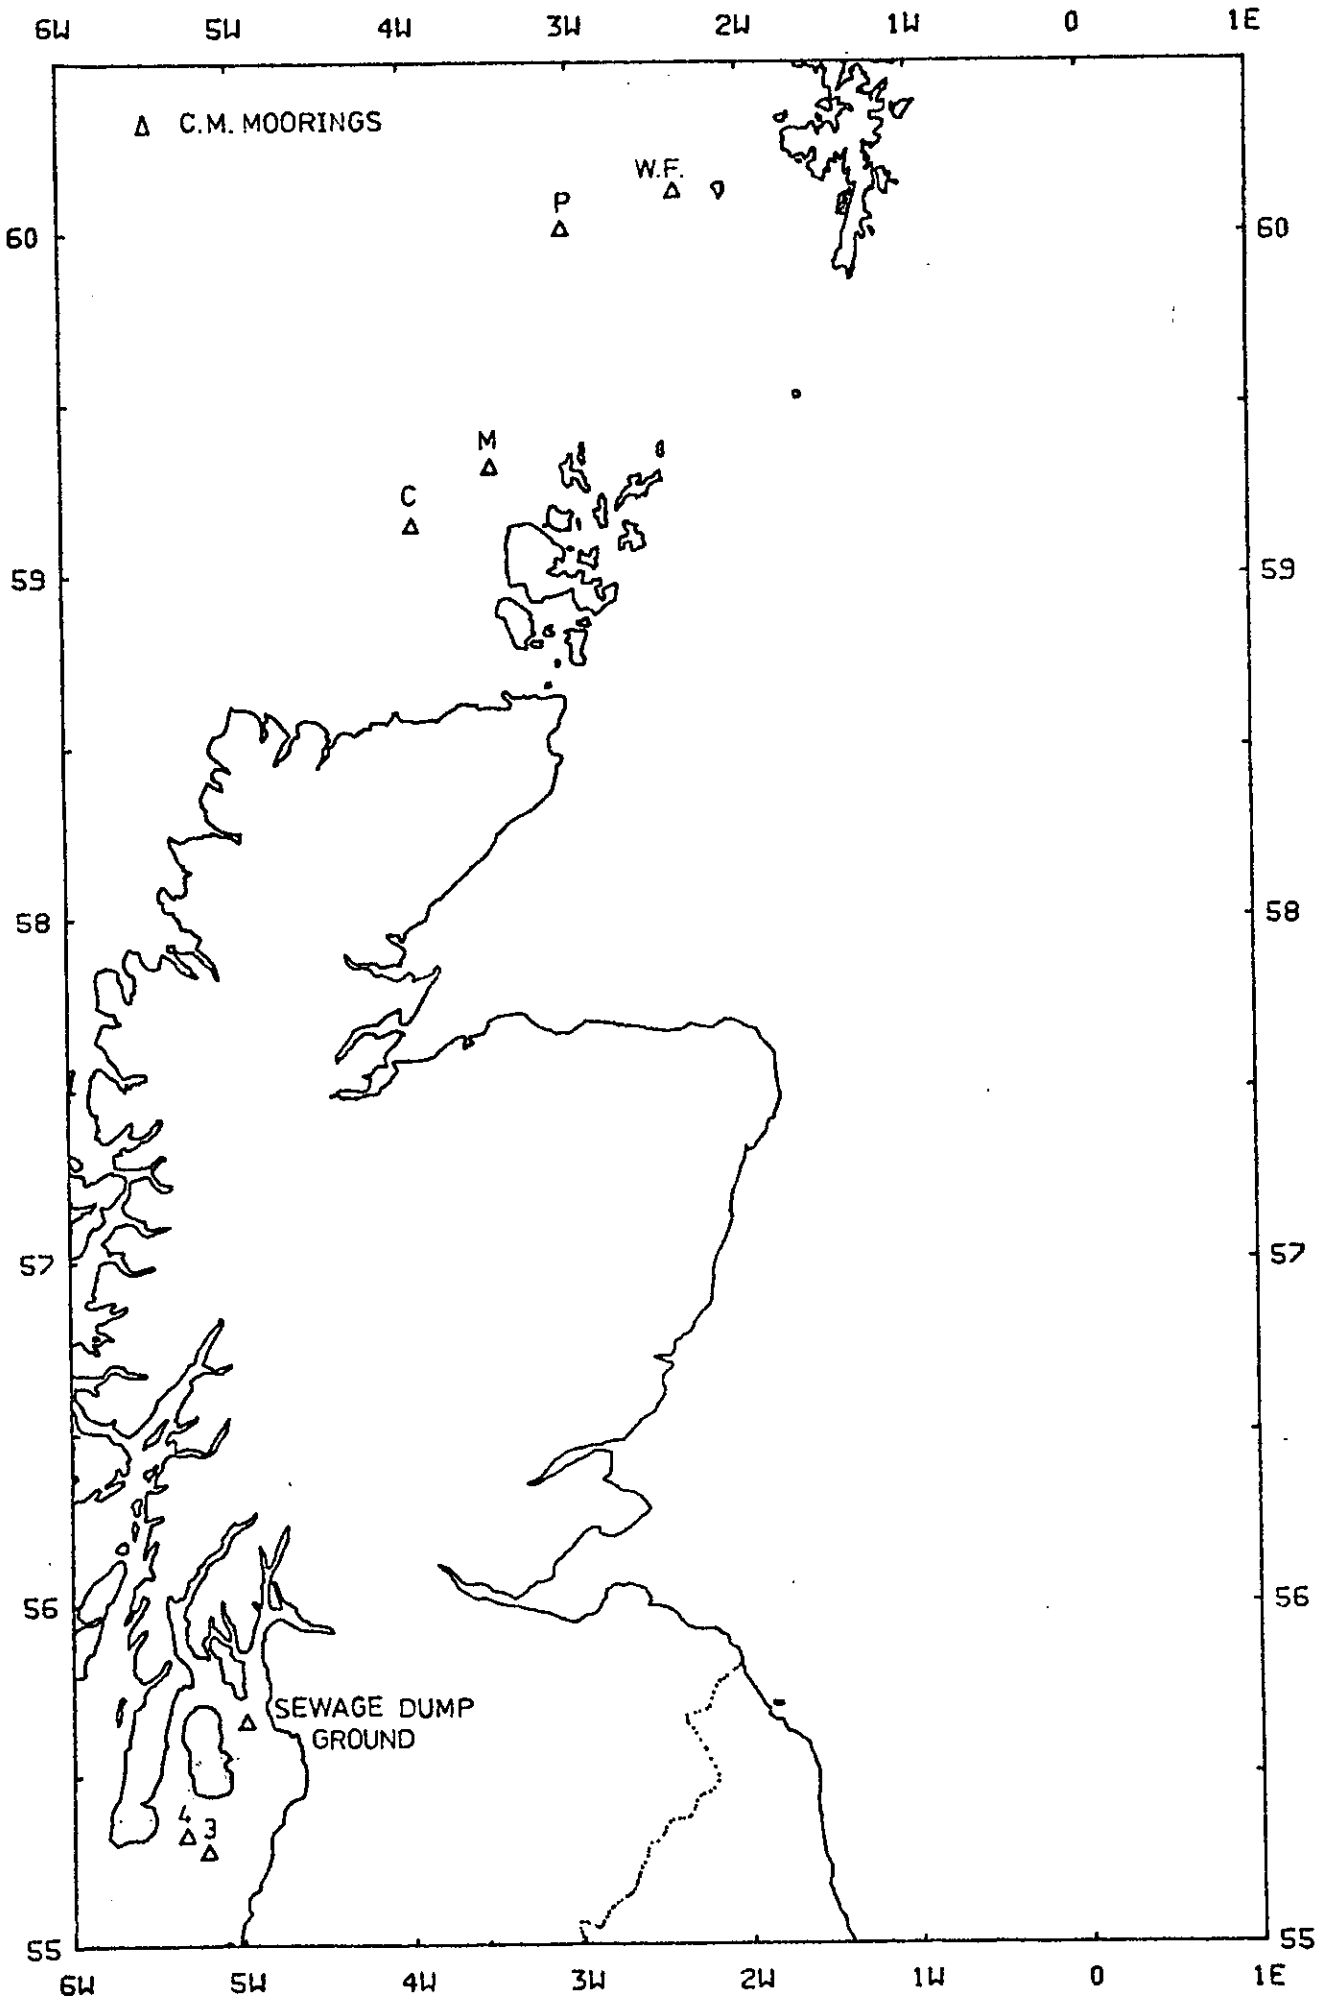 6W 5W 4W 3W 2W 1W 0 1E
Δ C.M. MOORINGS
W.F.
P
60 60
M
C
59 59
58 58
57 57
56 56
SEWAGE DUMP
GROUND
4
3
55 55
6W 5W 4W 3W 2W 1W 0 1E